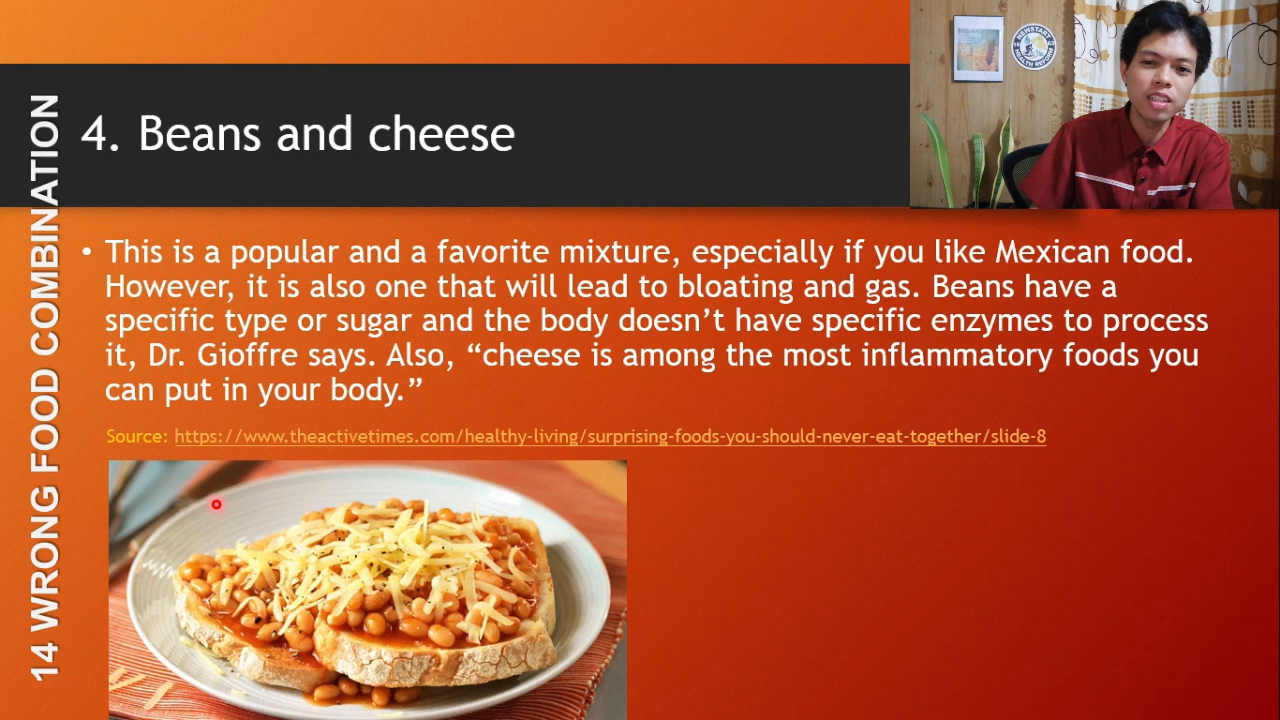 14 WRONG FOOD COMBINATION
4. Beans and cheese
• This is a popular and a favorite mixture, especially if you like Mexican food.
However, it is also one that will lead to bloating and gas. Beans have a
specific type or sugar and the body doesn’t have specific enzymes to process
it, Dr. Gioffre says. Also, “cheese is among the most inflammatory foods you
can put in your body.”
Source: https://www.theactivetimes.com/healthy-living/surprising-foods-you-should-never-eat-together/slide-8
NEWSTART
HEALTH REFORM